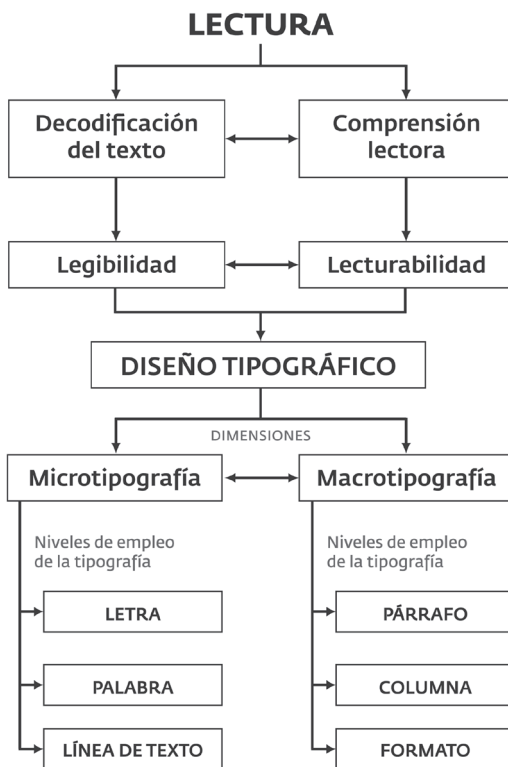 LECTURA
Decodificación
del texto
Comprensión
lectora
Legibilidad
Lecturabilidad
DISEÑO TIPOGRÁFICO
DIMENSIONES
Microtipografía
Macrotipografía
Niveles de empleo
de la tipografía
LETRA
PALABRA
LÍNEA DE TEXTO
Niveles de empleo
de la tipografía
PÁRRAFO
COLUMNA
FORMATO